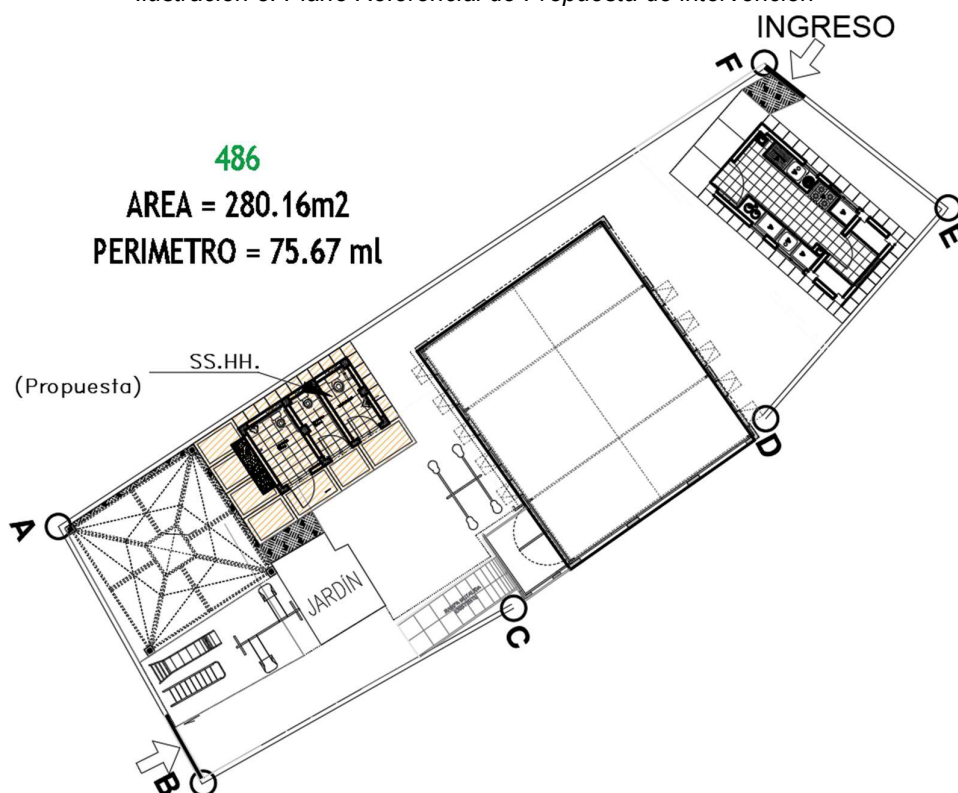 INGRESO
F
486
AREA = 280.16m2
PERIMETRO = 75.67 ml
E
SS.HH.
(Propuesta)
D
A
JARDÍN
C
B